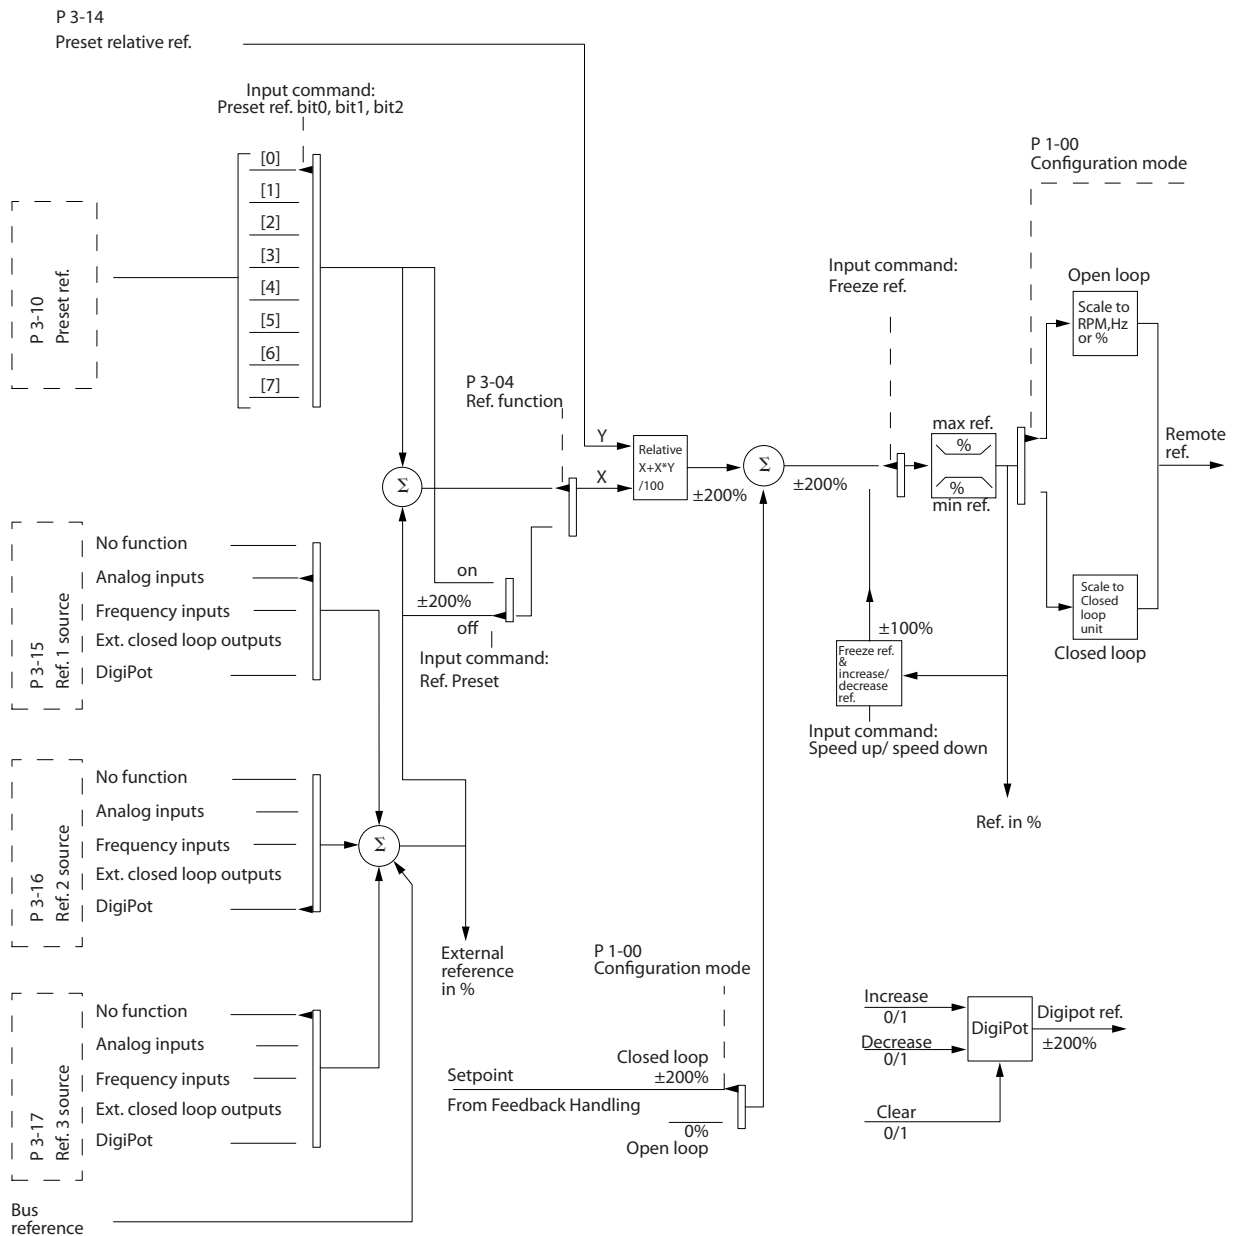 P 3-14
Preset relative ref.
Input command:
Preset ref. bit0, bit1, bit2
[0]
[1]
[2]
[3]
[4]
[5]
[6]
[7]
P 3-10
Preset ref.
P 1-00
Configuration mode
Input command:
Freeze ref.
Open loop
Scale to
RPM,Hz
or %
P 3-04
Ref. function
Y
X
Relative
X+X*Y
/100
±200%
Σ
±200%
max ref.
%
%
min ref.
Remote
ref.
Σ
on
±200%
off
Input command:
Ref. Preset
P 3-15
Ref. 1 source
No function
Analog inputs
Frequency inputs
Ext. closed loop outputs
DigiPot
Scale to
Closed
loop
unit
Closed loop
±100%
Freeze ref.
&
increase/
decrease
ref.
Input command:
Speed up/ speed down
Ref. in %
P 3-16
Ref. 2 source
No function
Analog inputs
Frequency inputs
Ext. closed loop outputs
DigiPot
Σ
External
reference
in %
P 1-00
Configuration mode
P 3-17
Ref. 3 source
No function
Analog inputs
Frequency inputs
Ext. closed loop outputs
DigiPot
Closed loop
±200%
Setpoint
From Feedback Handling
0%
Open loop
Increase
0/1
Decrease
0/1
DigiPot
Digipot ref.
±200%
Clear
0/1
Bus
reference